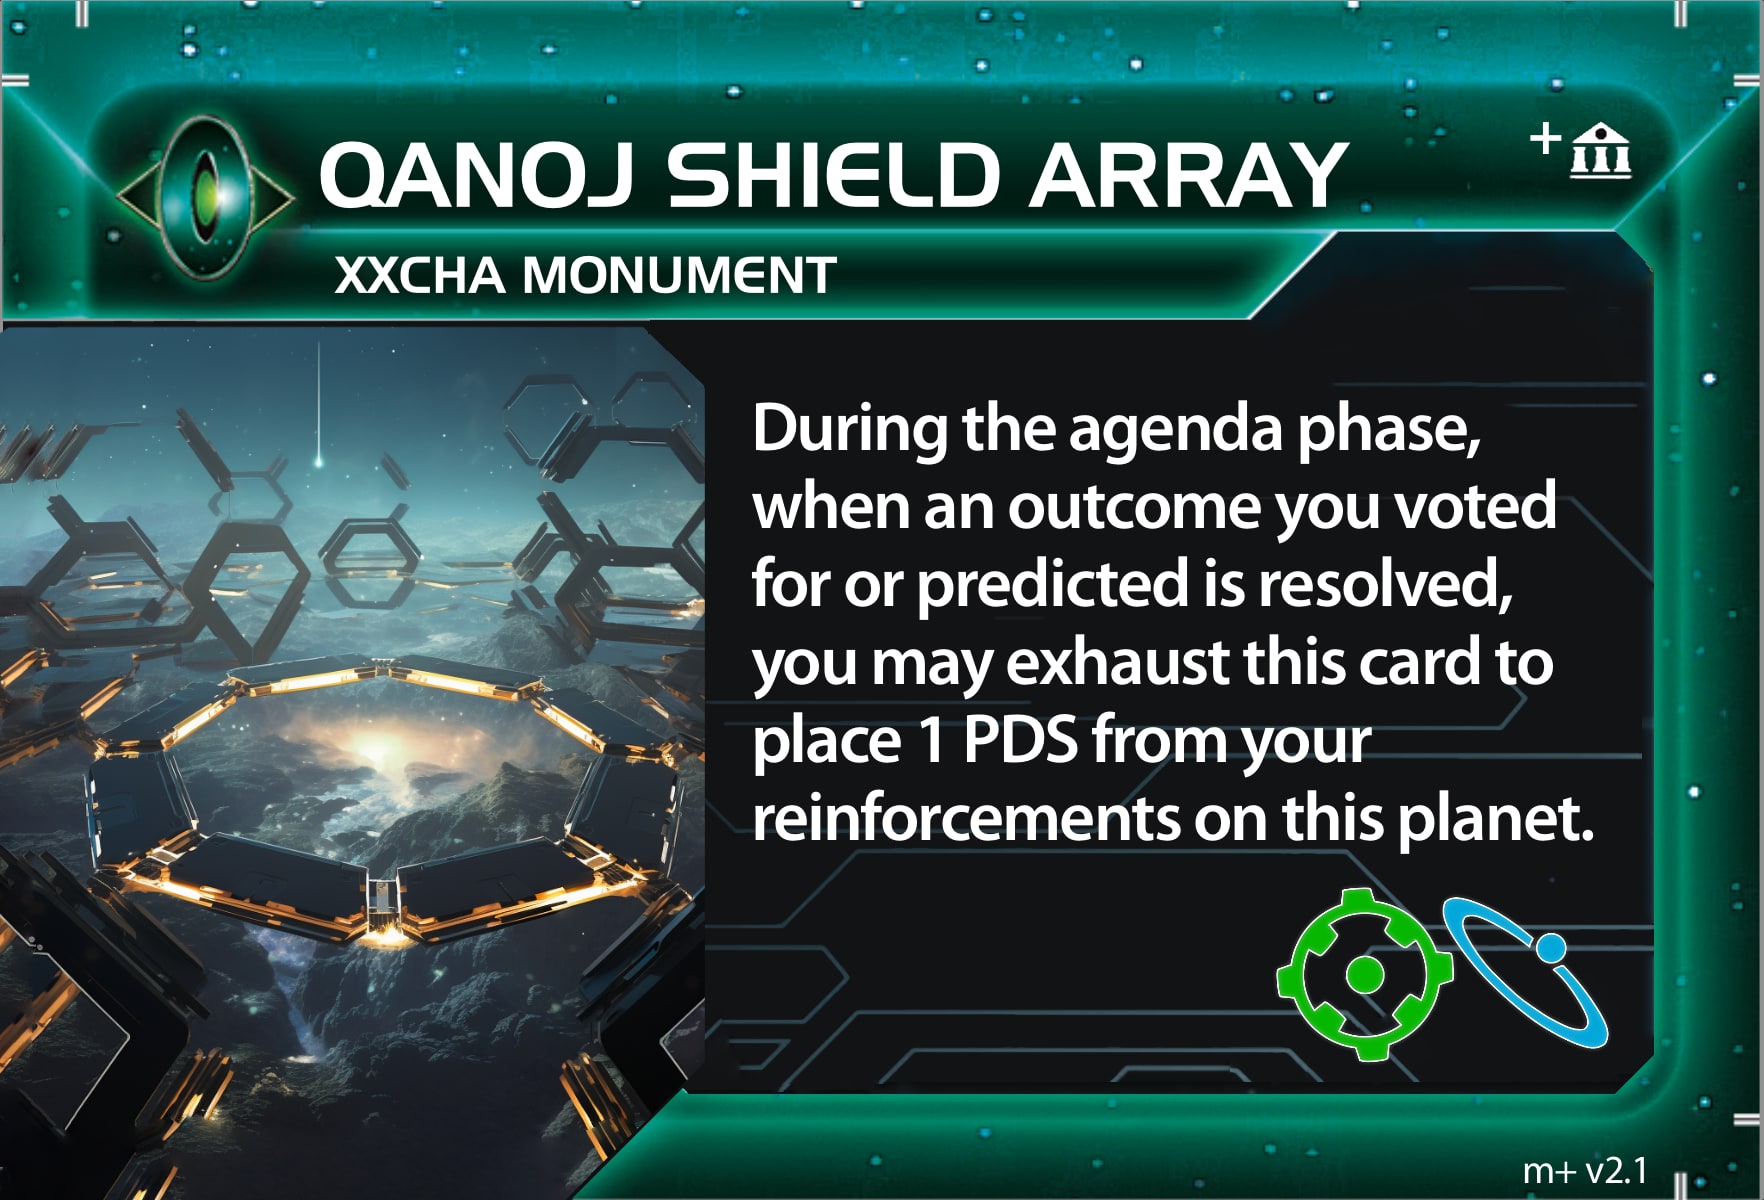 QANOJ SHIELD ARRAY
+
XXCHA MONUMENT
During the agenda phase,
when an outcome you voted
for or predicted is resolved,
you may exhaust this card to
place 1 PDS from your
reinforcements on this planet.
m+ v2.1